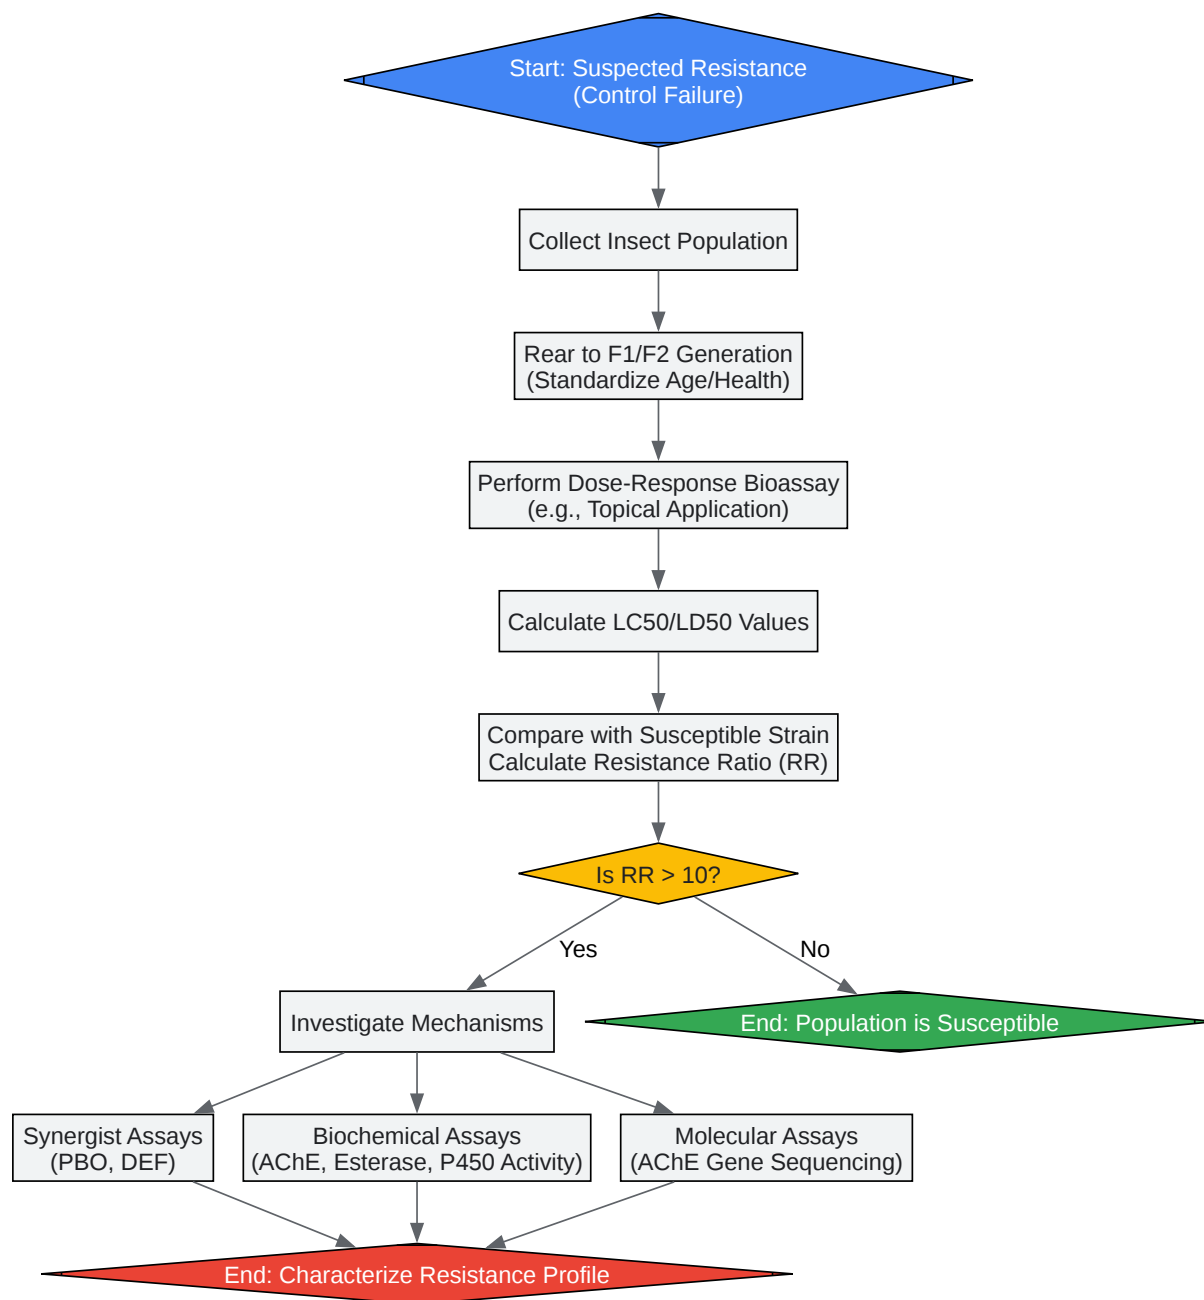 Start: Suspected Resistance
(Control Failure)
Collect Insect Population
Rear to F1/F2 Generation
(Standardize Age/Health)
Perform Dose-Response Bioassay
(e.g., Topical Application)
Calculate LC50/LD50 Values
Compare with Susceptible Strain
Calculate Resistance Ratio (RR)
Is RR > 10?
Yes
No
Investigate Mechanisms
End: Population is Susceptible
Synergist Assays
(PBO, DEF)
Biochemical Assays
(AChE, Esterase, P450 Activity)
Molecular Assays
(AChE Gene Sequencing)
End: Characterize Resistance Profile